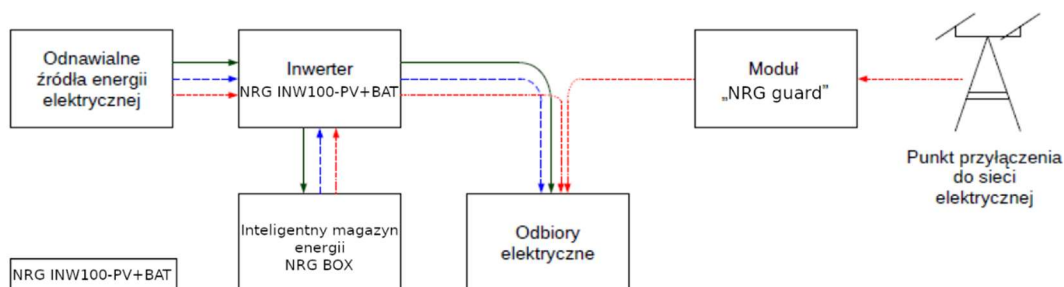 Odnawialne
źródła energii
elektrycznej
Inwerter
NRG INW100-PV+BAT
Moduł
„NRG guard”
Punkt przyłączenia
do sieci
elektrycznej
Inteligentny magazyn
energii
NRG BOX
Odbiory
elektryczne
NRG INW100-PV+BAT